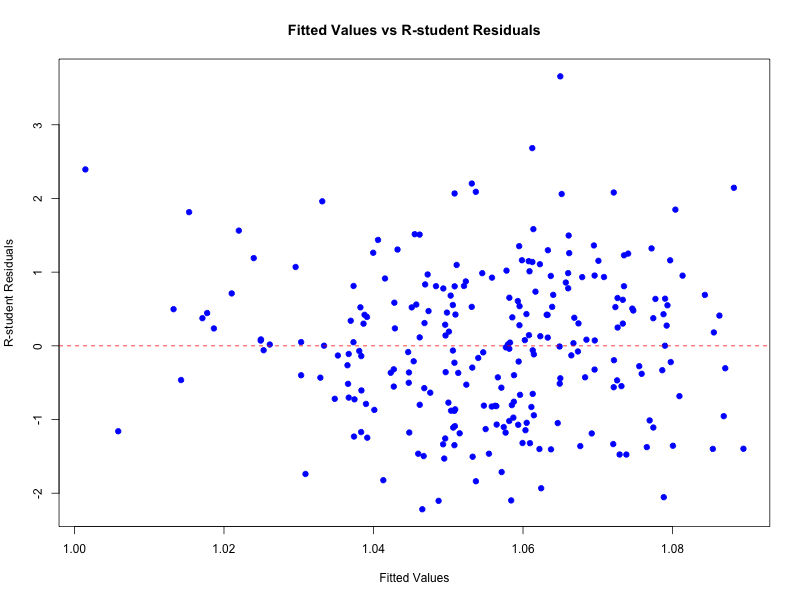 Fitted Values vs R-student Residuals
R-student Residuals
3
2
1
0
-1
-2
1.00 1.02 1.04 1.06 1.08
Fitted Values